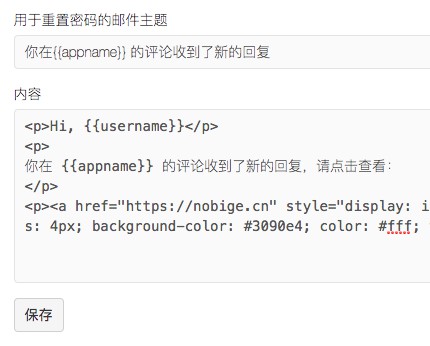 用于重置密码的邮件主题
你在{{appname}} 的评论收到了新的回复
内容
<p>Hi, {{username}}</p>
<p>
你在 {{appname}} 的评论收到了新的回复，请点击查看：
</p>
<p><a href="https://nobige.cn" style="display: i
s: 4px; background-color: #3090e4; color: #fff;
保存